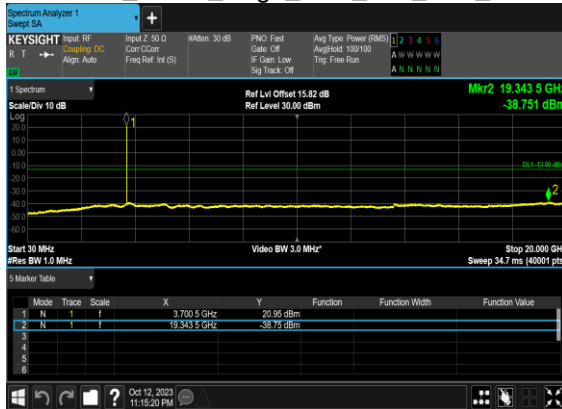 Spectrum Analyzer 1
Swept SA
+
KEYSIGHT Input: RF Input Z: 50 Ω #Atten: 30 dB PNO: Fast Avg Type: Power (RMS) 1 2 3 4 5 6
R T Coupling: DC Corr CCorr Gate: Off Avg|Hold: 100/100 A W W W W W
Align: Auto Freq Ref: Int (S) IF Gain: Low Trig: Free Run
LXI Sig Track: Off A N N N N N
1 Spectrum Ref Lvl Offset 15.82 dB Mkr2 19.343 5 GHz
Scale/Div 10 dB Ref Level 30.00 dBm -38.751 dBm
Log
20.0
10.0
0.00
-10.0
DL1 -13.00 dBm
-20.0
-30.0
-40.0
-50.0
-60.0
1
2
Start 30 MHz Video BW 3.0 MHz* Stop 20.000 GHz
#Res BW 1.0 MHz Sweep 34.7 ms (40001 pts)
5 Marker Table
Mode Trace Scale X Y Function Function Width Function Value
1 N 1 f 3.700 5 GHz 20.95 dBm
2 N 1 f 19.343 5 GHz -38.75 dBm
3
4
5
6
? Oct 12, 2023
11:15:20 PM